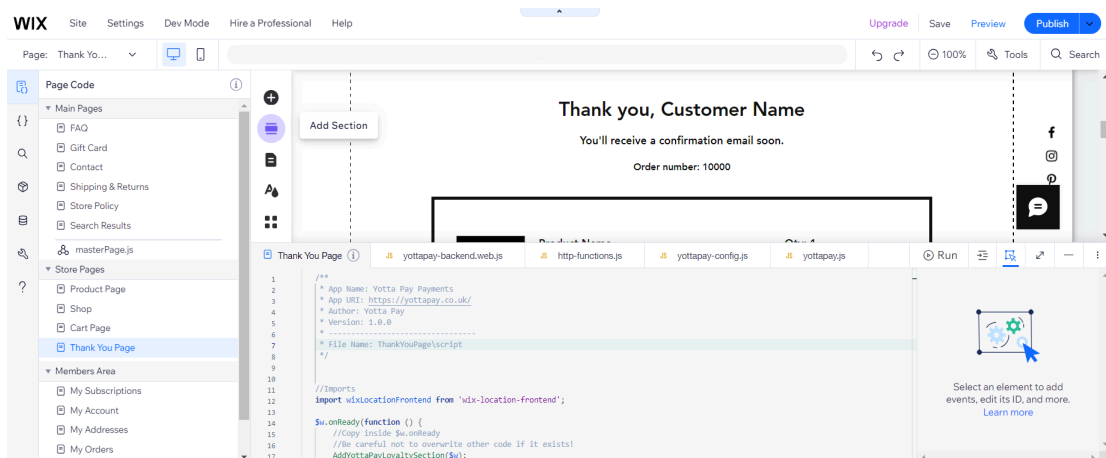 WIX Site Settings Dev Mode Hire a Professional Help Upgrade Save Preview Publish
Page: Thank Yo... 100% Tools Search
Page Code
Main Pages
FAQ
Gift Card
Contact
Shipping & Returns
Store Policy
Search Results
masterPage.js
Store Pages
Product Page
Shop
Cart Page
Thank You Page
Members Area
My Subscriptions
My Account
My Addresses
My Orders
Add Section
Thank you, Customer Name
You'll receive a confirmation email soon.
Order number: 10000
Product Name Qty: 1
Thank You Page JS yottapay-backend.web.js JS http-functions.js JS yottapay-config.js JS yottapay.js Run
1 /**
2 * App Name: Yotta Pay Payments
3 * App URI: https://yottapay.co.uk/
4 * Author: Yotta Pay
5 * Version: 1.0.0
6 * -----------------------------------
7 * File Name: ThankYouPage\script
8 */
9
10
11 //Imports
12 import wixLocationFrontend from 'wix-location-frontend';
13
14 $w.onReady(function () {
15 //Copy inside $w.onReady
16 //Be careful not to overwrite other code if it exists!
17 AddYottaPayLoyaltySection($w);
Select an element to add
events, edit its ID, and more.
Learn more